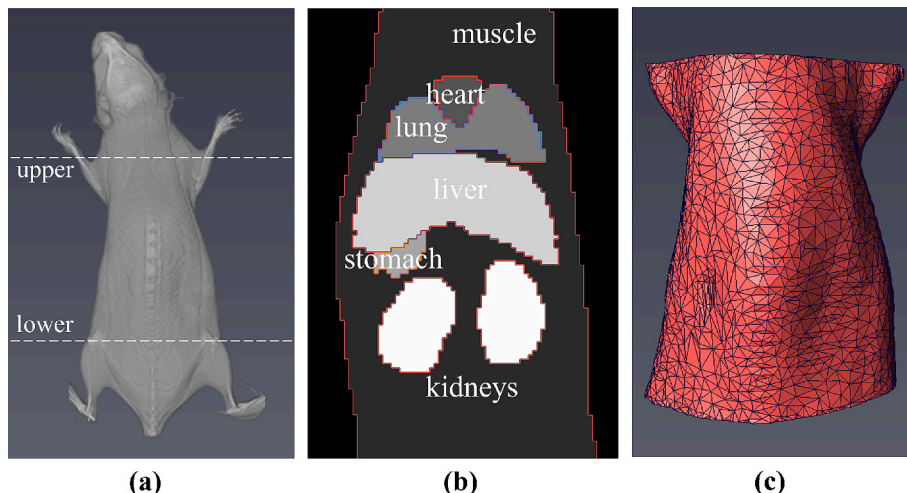 upper
lower
muscle
heart
lung
liver
stomach
kidneys
(a)
(b)
(c)